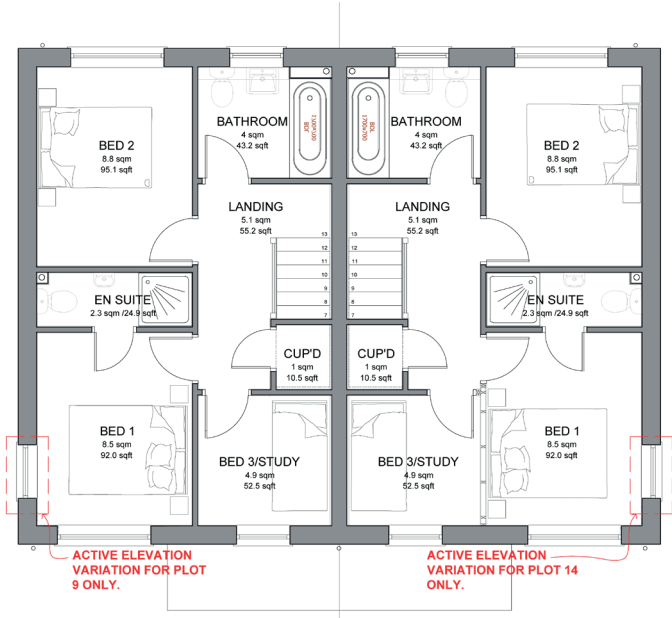 BATHROOM
4 sqm
43.2 sqft
1700x700
BDL
BATHROOM
4 sqm
43.2 sqft
BED 2
8.8 sqm
95.1 sqft
BED 2
8.8 sqm
95.1 sqft
LANDING
5.1 sqm
55.2 sqft
LANDING
5.1 sqm
55.2 sqft
13
12
11
10
9
8
7
13
12
11
10
9
8
7
EN SUITE
2.3 sqm /24.9 sqft
EN SUITE
2.3 sqm /24.9 sqft
CUP'D
1 sqm
10.5 sqft
CUP'D
1 sqm
10.5 sqft
BED 1
8.5 sqm
92.0 sqft
BED 3/STUDY
4.9 sqm
52.5 sqft
BED 3/STUDY
4.9 sqm
52.5 sqft
BED 1
8.5 sqm
92.0 sqft
ACTIVE ELEVATION
VARIATION FOR PLOT
9 ONLY.
ACTIVE ELEVATION
VARIATION FOR PLOT 14
ONLY.